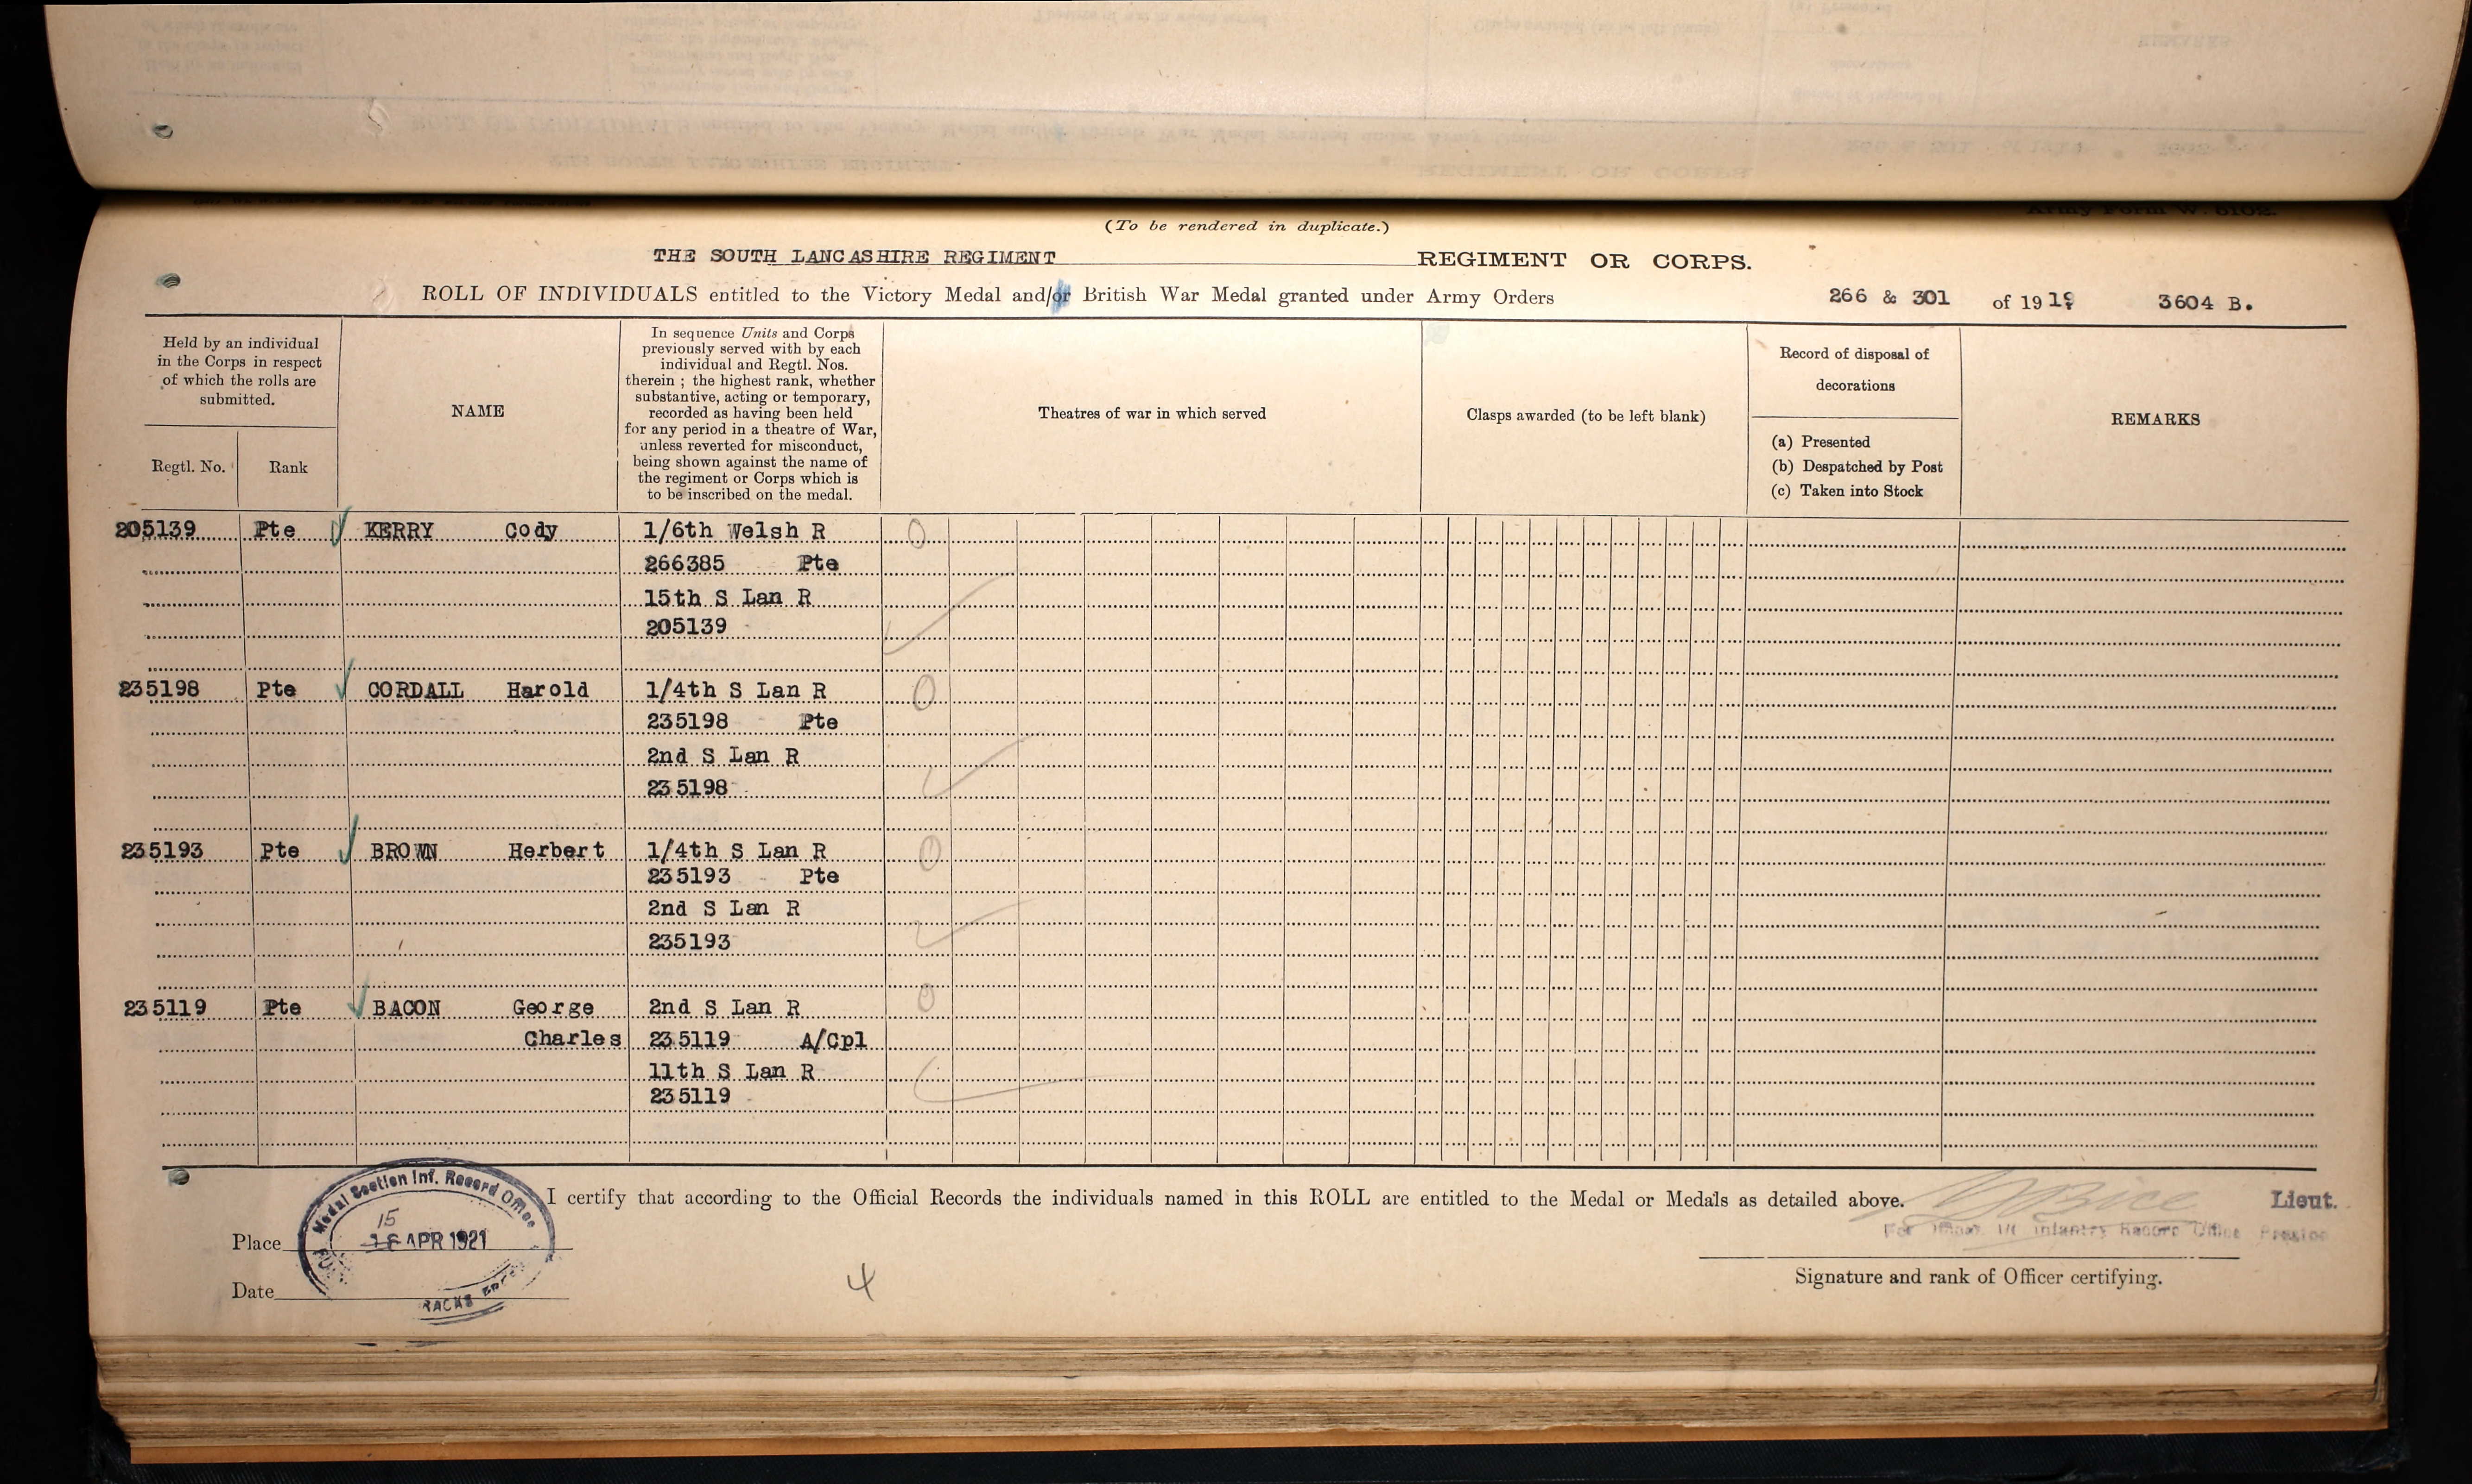 (To be rendered in duplicate.)
THE SOUTH LANCASHIRE REGIMENT REGIMENT OR CORPS.
ROLL OF INDIVIDUALS entitled to the Victory Medal and/or British War Medal granted under Army Orders 266 & 301 of 1919 3604 B.
Held by an individual
in the Corps in respect
of which the rolls are
submitted.
Regtl. No.
Rank
NAME
In sequence Units and Corps
previously served with by each
individual and Regtl. Nos.
therein ; the highest rank, whether
substantive, acting or temporary,
recorded as having been held
for any period in a theatre of War,
unless reverted for misconduct,
being shown against the name of
the regiment or Corps which is
to be inscribed on the medal.
Theatres of war in which served
Clasps awarded (to be left blank)
Record of disposal of
decorations
(a) Presented
(b) Despatched by Post
(c) Taken into Stock
REMARKS
205139 Pte KERRY Cody 1/6th Welsh R
266385 Pte
15th S Lan R
205139
235198 Pte CORDALL Harold 1/4th S Lan R
235198 Pte
2nd S Lan R
235198
235193 Pte BROWN Herbert 1/4th S Lan R
235193 Pte
2nd S Lan R
235193
235119 Pte BACON George 2nd S Lan R
Charles 235119 A/Cpl
11th S Lan R
235119
I certify that according to the Official Records the individuals named in this ROLL are entitled to the Medal or Medals as detailed above.
Lieut.
Infantry Record Office Preston
Signature and rank of Officer certifying.
Medal Section Inf. Record Office
15
APR 1921
Place
Date
4